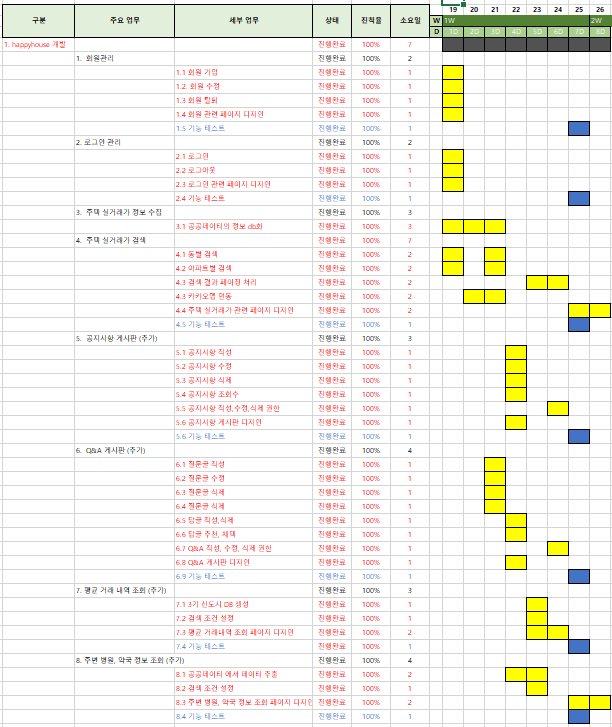 구분 주요 업무 세부 업무 상태 진척율 소요일 19 20 21 22 23 24 25 26
W 1W 2W
D 1D 2D 3D 4D 5D 6D 7D 8D
1. happyhouse 개발 진행완료 100% 7
1. 회원관리 진행완료 100% 2
1.1 회원 가입 진행완료 100% 1
1.2. 회원 수정 진행완료 100% 1
1.3 회원 탈퇴 진행완료 100% 1
1.4 회원 관련 페이지 디자인 진행완료 100% 1
1.5 기능 테스트 진행완료 100% 1
2. 로그인 관리 진행완료 100% 2
2.1 로그인 진행완료 100% 1
2.2 로그아웃 진행완료 100% 1
2.3 로그인 관련 페이지 디자인 진행완료 100% 1
2.4 기능 테스트 진행완료 100% 1
3. 주택 실거래가 정보 수집 진행완료 100% 3
3.1 공공데이터의 정보 db화 진행완료 100% 3
4. 주택 실거래가 검색 진행완료 100% 7
4.1 동별 검색 진행완료 100% 2
4.2 아파트별 검색 진행완료 100% 2
4.3 검색 결과 페이징 처리 진행완료 100% 2
4.3 카카오맵 연동 진행완료 100% 2
4.4 주택 실거래가 관련 페이지 디자인 진행완료 100% 2
4.5 기능 테스트 진행완료 100% 1
5. 공지사항 게시판 (추가) 진행완료 100% 3
5.1 공지사항 작성 진행완료 100% 1
5.2 공지사항 수정 진행완료 100% 1
5.3 공지사항 삭제 진행완료 100% 1
5.4 공지사항 조회수 진행완료 100% 1
5.5 공지사항 작성,수정,삭제 권한 진행완료 100% 1
5.6 공지사항 게시판 디자인 진행완료 100% 1
5.6 기능 테스트 진행완료 100% 1
6. Q&A 게시판 (추가) 진행완료 100% 4
6.1 질문글 작성 진행완료 100% 1
6.2 질문글 수정 진행완료 100% 1
6.3 질문글 삭제 진행완료 100% 1
6.4 질문글 삭제 진행완료 100% 1
6.5 답글 작성,삭제 진행완료 100% 1
6.6 답글 추천, 채택 진행완료 100% 1
6.7 Q&A 작성, 수정, 삭제 권한 진행완료 100% 1
6.8 Q&A 게시판 디자인 진행완료 100% 1
6.9 기능 테스트 진행완료 100% 1
7. 평균 거래 내역 조회 (추가) 진행완료 100% 3
7.1 3기 신도시 DB 생성 진행완료 100% 1
7.2 검색 조건 설정 진행완료 100% 1
7.3 평균 거래내역 조회 페이지 디자인 진행완료 100% 2
7.4 기능 테스트 진행완료 100% 1
8. 주변 병원, 약국 정보 조회 (추가) 진행완료 100% 4
8.1 공공데이터 에서 데이터 추출 진행완료 100% 2
8.2 검색 조건 설정 진행완료 100% 1
8.3 주변 병원, 약국 정보 조회 페이지 디자인 진행완료 100% 2
8.4 기능 테스트 진행완료 100% 1